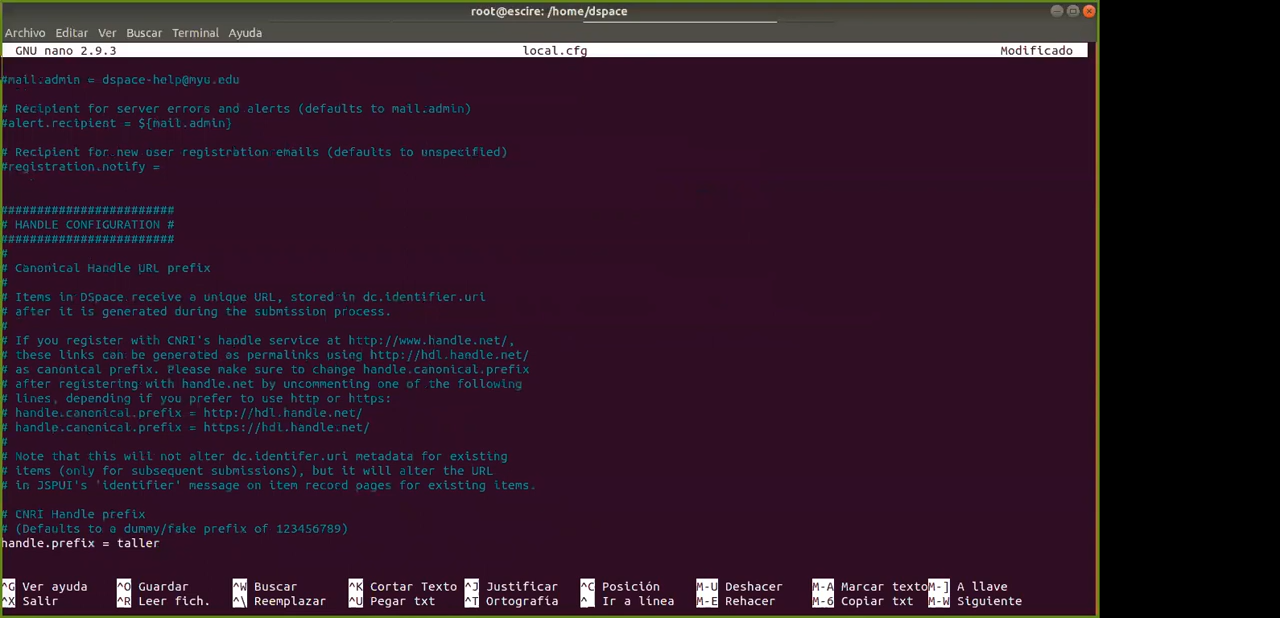 root@escire: /home/dspace
Archivo Editar Ver Buscar Terminal Ayuda
GNU nano 2.9.3 local.cfg Modificado
#mail.admin = dspace-help@myu.edu
# Recipient for server errors and alerts (defaults to mail.admin)
#alert.recipient = ${mail.admin}
# Recipient for new user registration emails (defaults to unspecified)
#registration.notify =
########################
# HANDLE CONFIGURATION #
########################
#
# Canonical Handle URL prefix
#
# Items in DSpace receive a unique URL, stored in dc.identifier.uri
# after it is generated during the submission process.
#
# If you register with CNRI's handle service at http://www.handle.net/,
# these links can be generated as permalinks using http://hdl.handle.net/
# as canonical prefix. Please make sure to change handle.canonical.prefix
# after registering with handle.net by uncommenting one of the following
# lines, depending if you prefer to use http or https:
# handle.canonical.prefix = http://hdl.handle.net/
# handle.canonical.prefix = https://hdl.handle.net/
#
# Note that this will not alter dc.identifer.uri metadata for existing
# items (only for subsequent submissions), but it will alter the URL
# in JSPUI's 'identifier' message on item record pages for existing items.
# CNRI Handle prefix
# (Defaults to a dummy/fake prefix of 123456789)
handle.prefix = taller
^G Ver ayuda ^O Guardar ^W Buscar ^K Cortar Texto ^J Justificar ^C Posición M-U Deshacer M-A Marcar texto M-] A llave
^X Salir ^R Leer fich. ^\ Reemplazar ^U Pegar txt ^T Ortografía ^_ Ir a línea M-E Rehacer M-6 Copiar txt M-W Siguiente